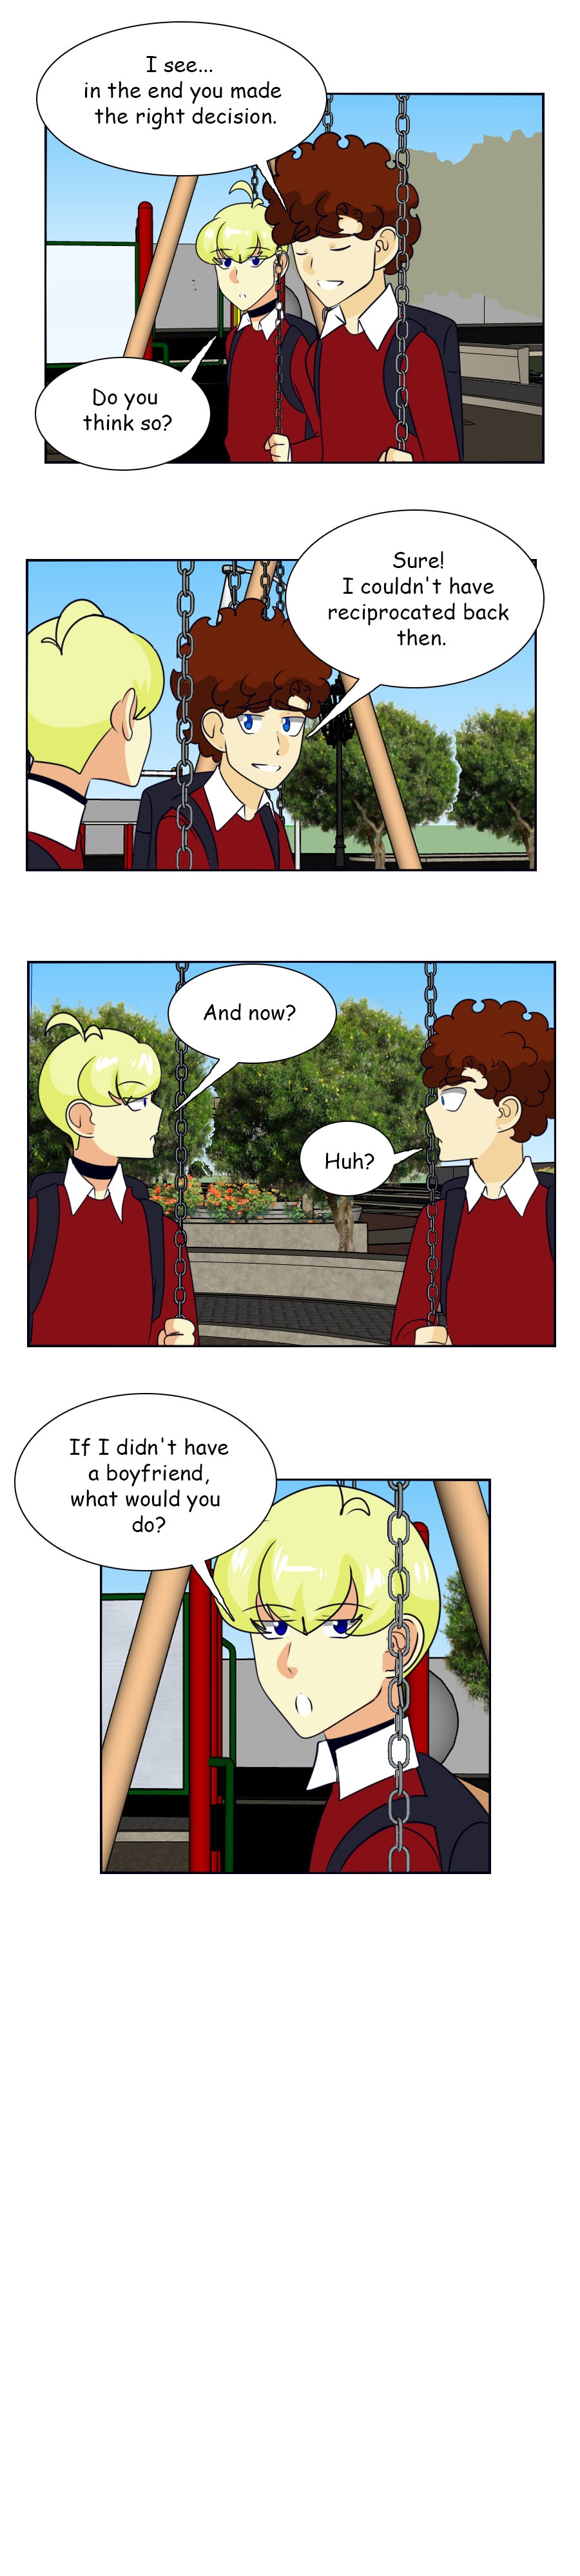 I see...
in the end you made
the right decision.
Do you
think so?
Sure!
I couldn't have
reciprocated back
then.
And now?
Huh?
If I didn't have
a boyfriend,
what would you
do?